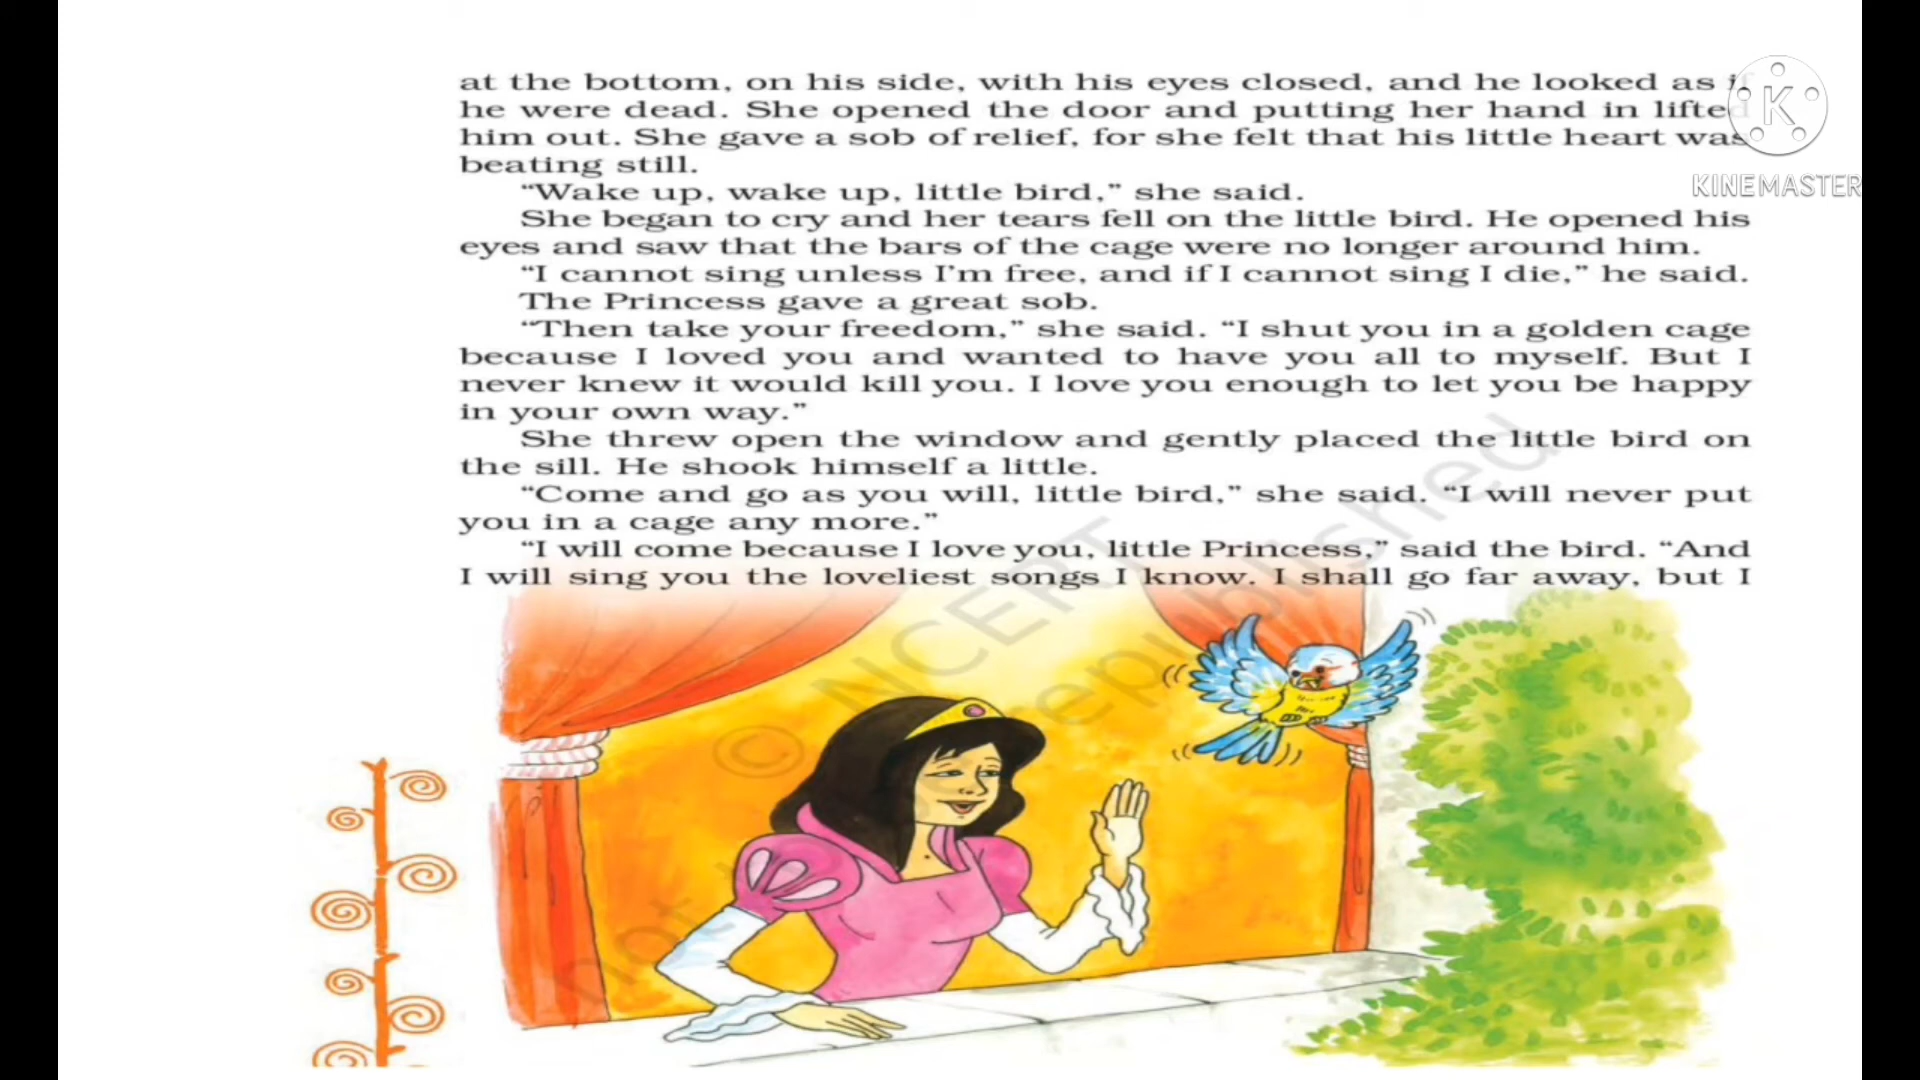 at the bottom, on his side, with his eyes closed, and he looked as if
he were dead. She opened the door and putting her hand in lifted
him out. She gave a sob of relief, for she felt that his little heart was
beating still.
“Wake up, wake up, little bird,” she said.
She began to cry and her tears fell on the little bird. He opened his
eyes and saw that the bars of the cage were no longer around him.
“I cannot sing unless I’m free, and if I cannot sing I die,” he said.
The Princess gave a great sob.
“Then take your freedom,” she said. “I shut you in a golden cage
because I loved you and wanted to have you all to myself. But I
never knew it would kill you. I love you enough to let you be happy
in your own way.”
She threw open the window and gently placed the little bird on
the sill. He shook himself a little.
“Come and go as you will, little bird,” she said. “I will never put
you in a cage any more.”
“I will come because I love you, little Princess,” said the bird. “And
I will sing you the loveliest songs I know. I shall go far away, but I
K
KINEMASTER
© NCERT
not to be republished